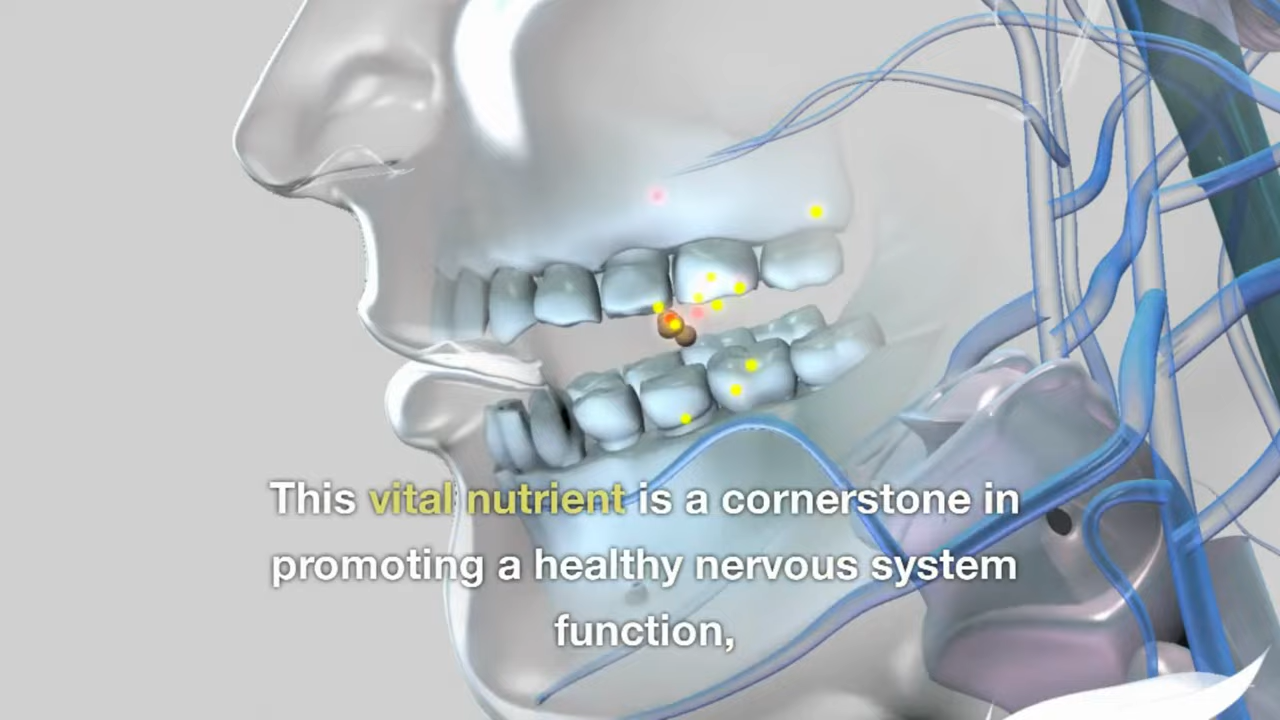 This vital nutrient is a cornerstone in
promoting a healthy nervous system
function,